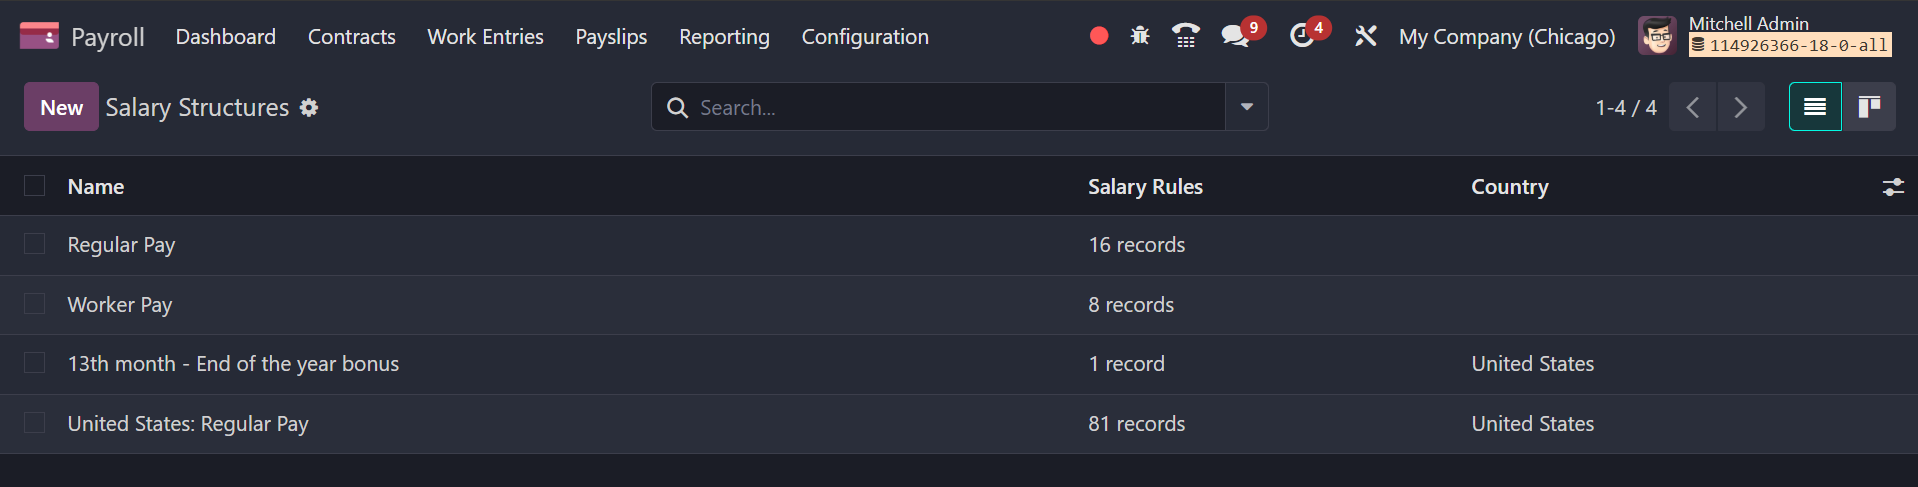 Payroll Dashboard Contracts Work Entries Payslips Reporting Configuration 9 4 My Company (Chicago) Mitchell Admin
114926366-18-0-all
New Salary Structures Search... 1-4 / 4
Name Salary Rules Country
Regular Pay 16 records
Worker Pay 8 records
13th month - End of the year bonus 1 record United States
United States: Regular Pay 81 records United States